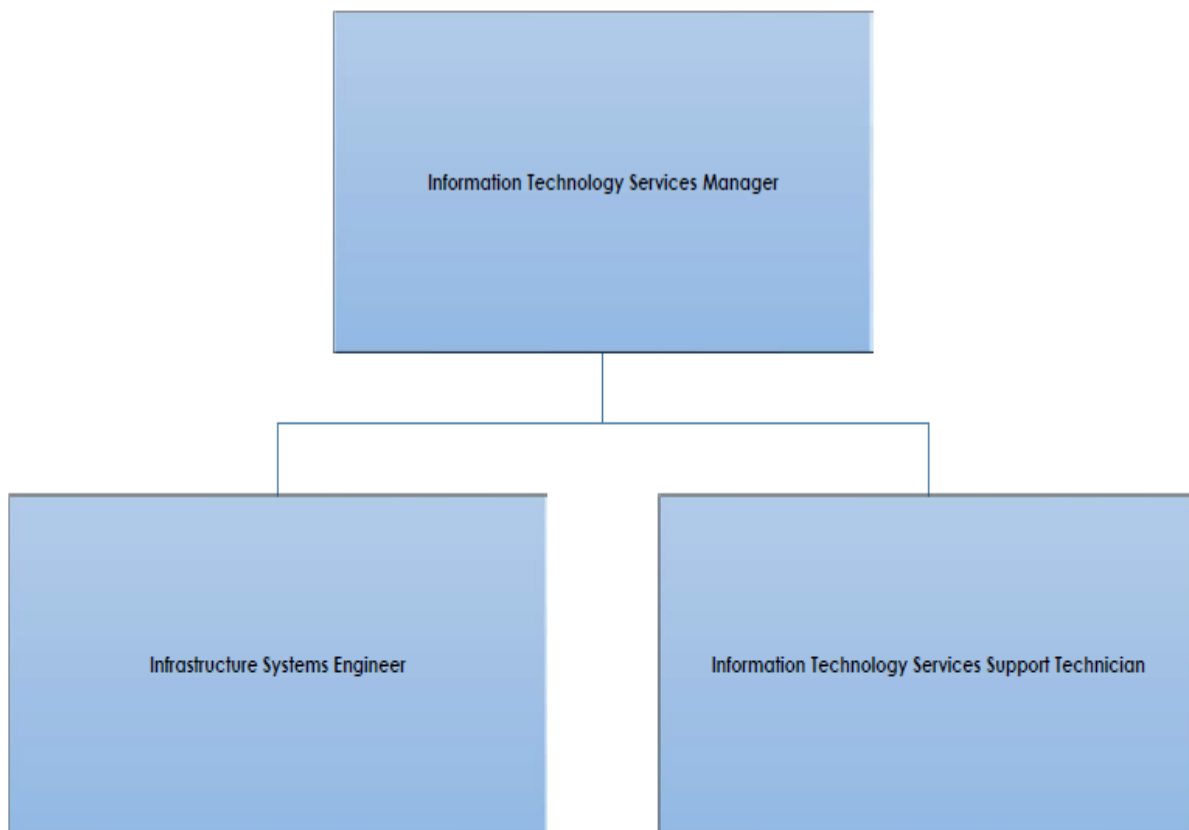 Information Technology Services Manager
Infrastructure Systems Engineer
Information Technology Services Support Technician